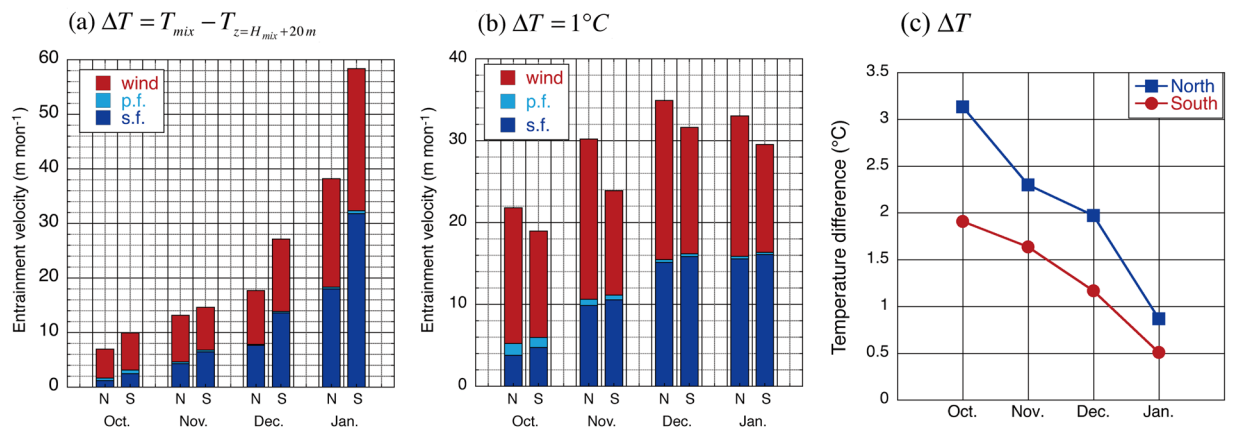 (a) ΔT = T_mix − T_z=H_mix+20m
Entrainment velocity (m mon⁻¹)
60
50
40
30
20
10
0
wind
p.f.
s.f.
N S N S N S N S
Oct. Nov. Dec. Jan.
(b) ΔT = 1°C
Entrainment velocity (m mon⁻¹)
40
30
20
10
0
wind
p.f.
s.f.
N S N S N S N S
Oct. Nov. Dec. Jan.
(c) ΔT
Temperature difference (°C)
3.5
3
2.5
2
1.5
1
0.5
0
North
South
Oct. Nov. Dec. Jan.